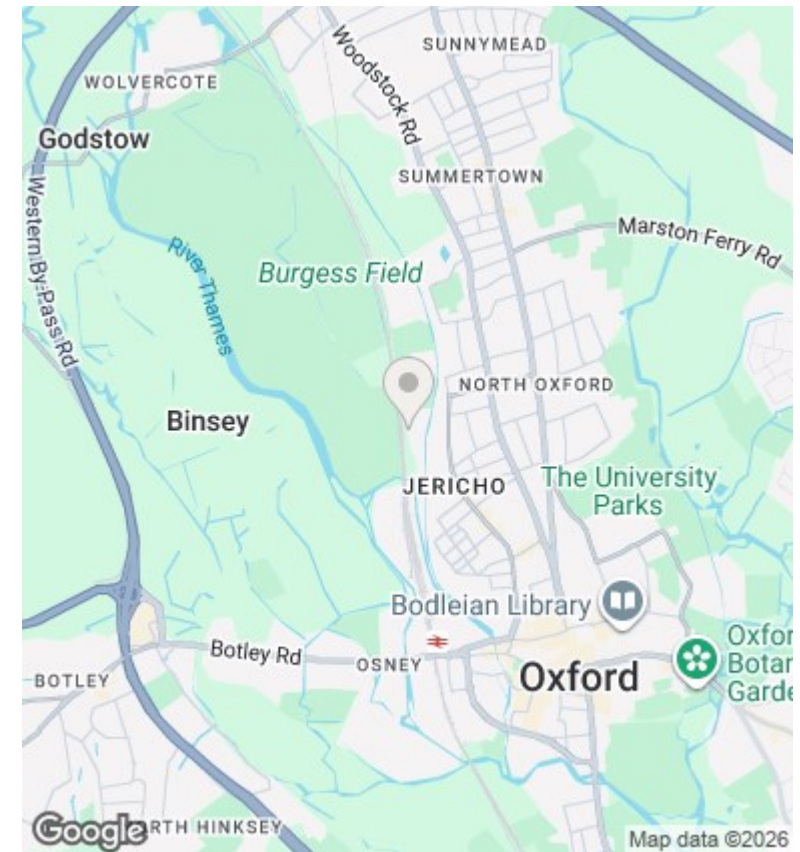 SUNNYMEAD
Woodstock Rd
WOLVERCOTE
Godstow
SUMMERTOWN
Marston Ferry Rd
Western By-Pass Rd
River Thames
Burgess Field
NORTH OXFORD
Binsey
JERICHO
The University
Parks
Bodleian Library
Botley Rd
OSNEY
Oxfor
Botan
Garde
BOTLEY
Oxford
Google
RTH HINKSEY
Map data ©2026